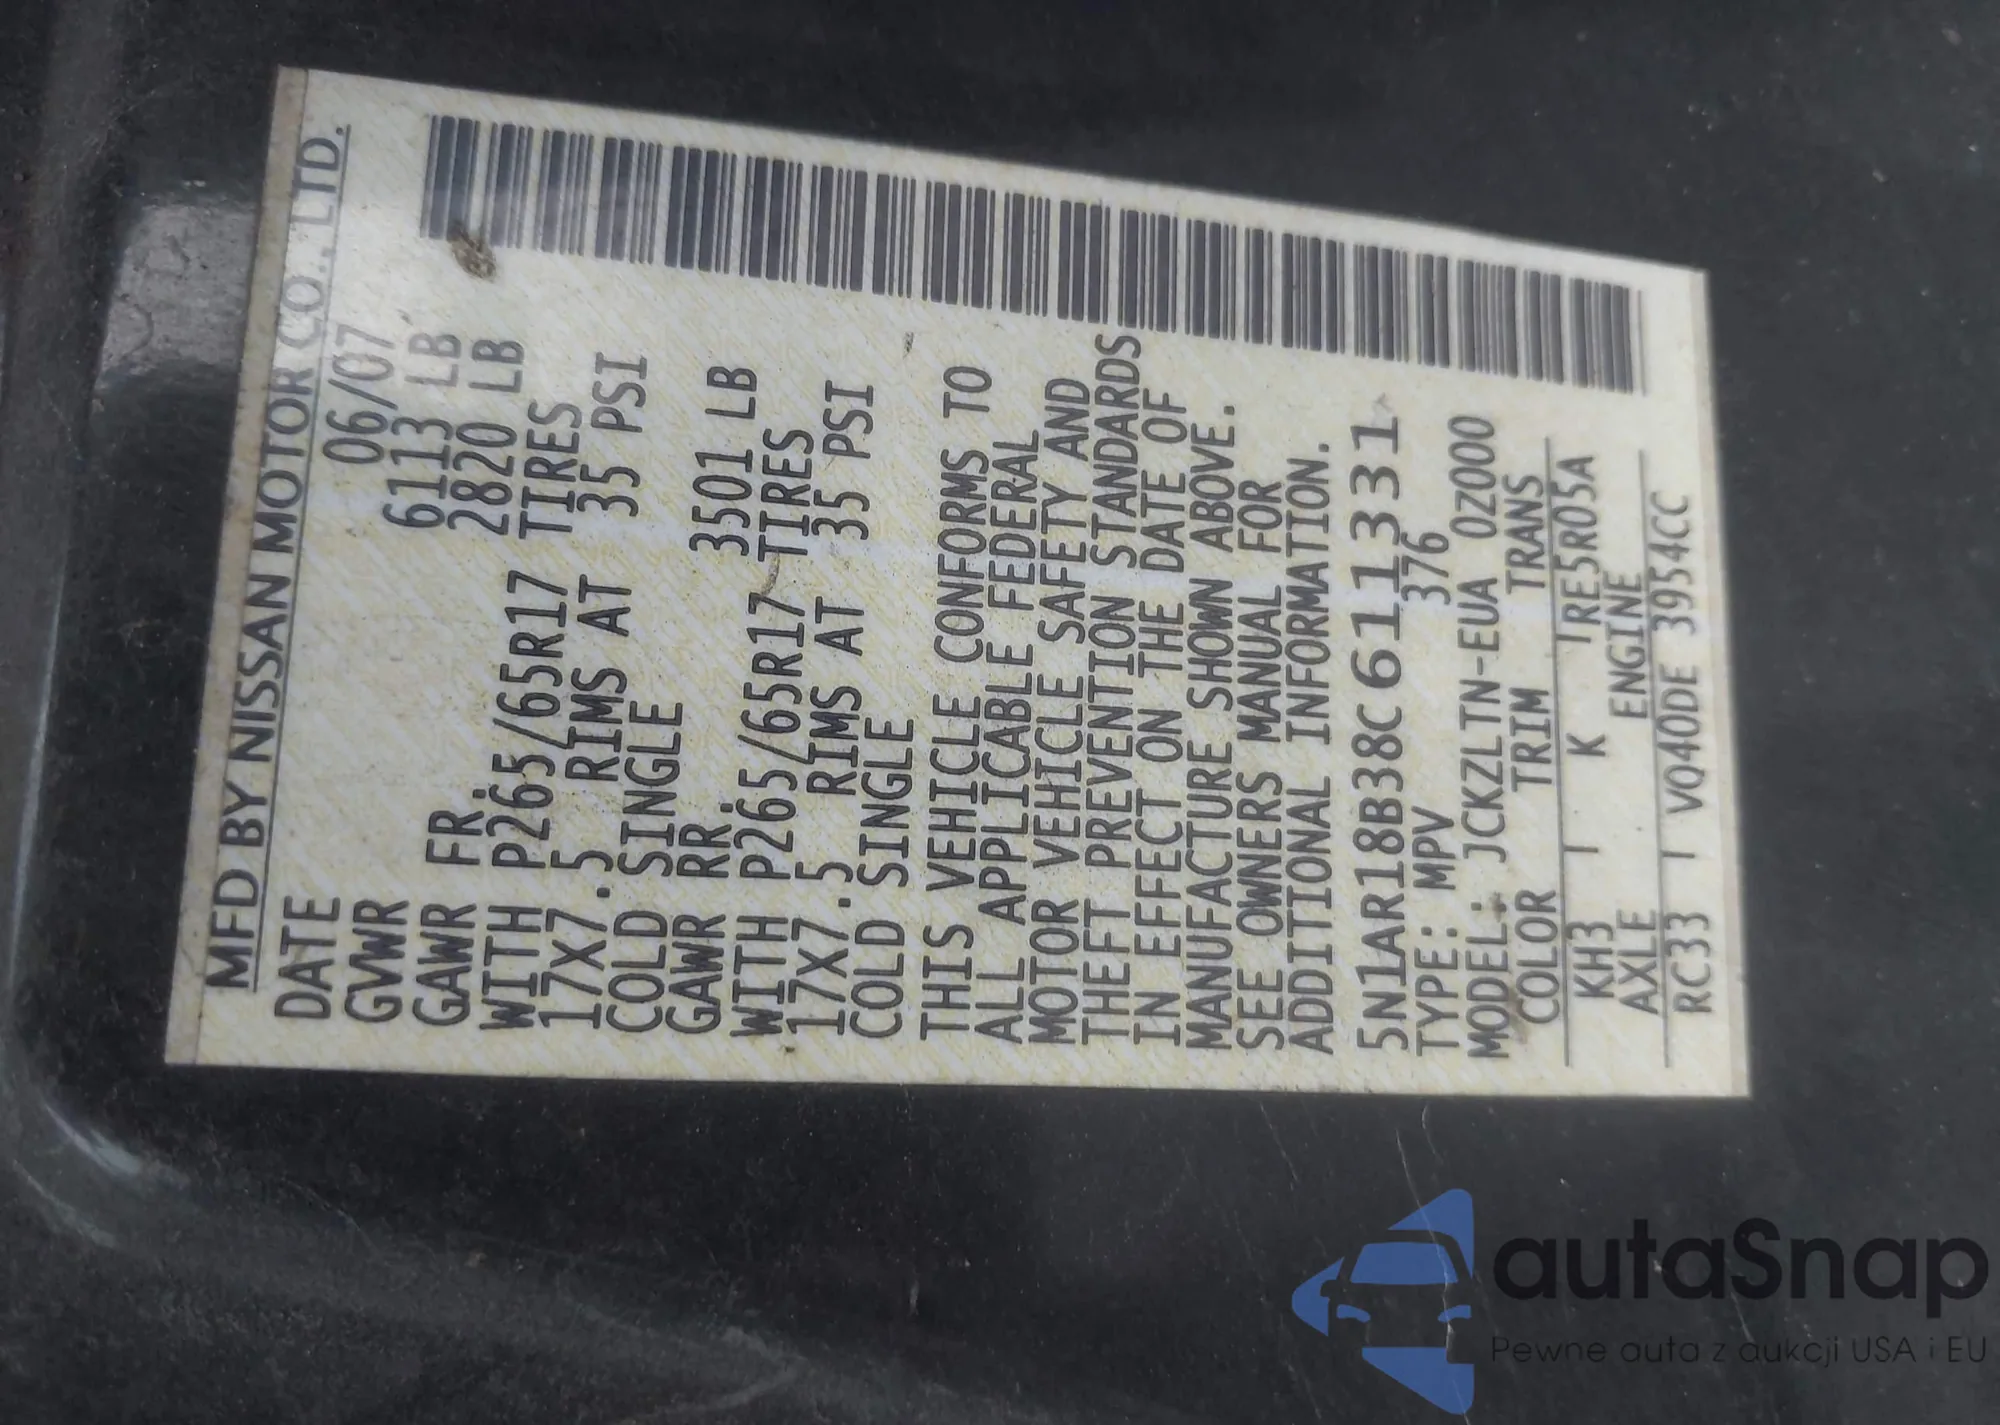 MFD BY NISSAN MOTOR CO., LTD.
DATE 06/07
GVWR 6113 LB
GAWR FR. 2820 LB
WITH P265/65R17 TIRES
17X7.5 RIMS AT 35 PSI
COLD SINGLE
GAWR RR. 3501 LB
WITH P265/65R17 TIRES
17X7.5 RIMS AT 35 PSI
COLD SINGLE
THIS VEHICLE CONFORMS TO
ALL APPLICABLE FEDERAL
MOTOR VEHICLE SAFETY AND
THEFT PREVENTION STANDARDS
IN EFFECT ON THE DATE OF
MANUFACTURE SHOWN ABOVE.
SEE OWNERS MANUAL FOR
ADDITIONAL INFORMATION.
5N1AR18B38C611331
TYPE: MPV 376
MODEL: JCKZLTN-EUA 0Z000
COLOR TRIM TRANS
KH3 K RE5R05A
AXLE ENGINE
RC33 VQ40DE 3954CC
autaSnap
Pewne auta z aukcji USA i EU